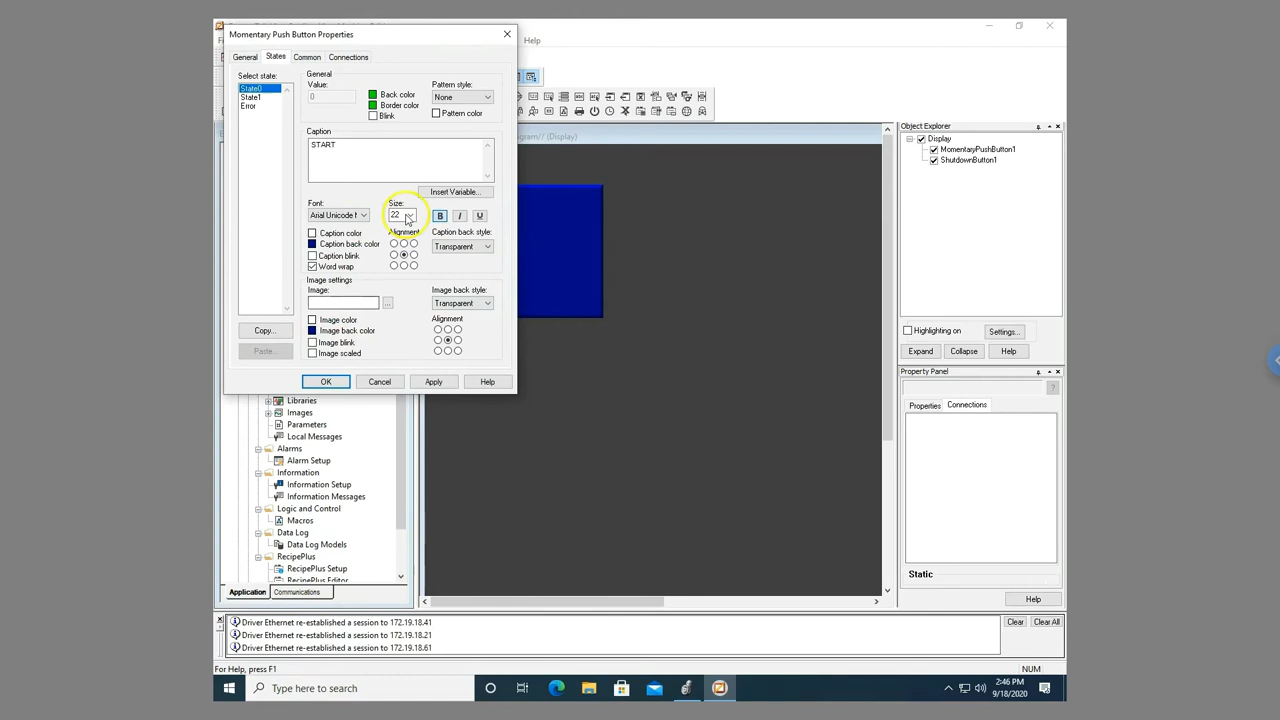 Momentary Push Button Properties
Help
General States Common Connections
Select state:
State0
State1
Error
General
Value:
0
Back color
Border color
Blink
Pattern style:
None
Pattern color
Caption
START
Insert Variable...
Font:
Size:
22
B I U
Caption color
Caption back color
Caption blink
Word wrap
Alignment
Caption back style:
Transparent
Image settings
Image:
...
Image back style:
Transparent
Image color
Image back color
Image blink
Image scaled
Alignment
Copy...
Paste...
OK Cancel Apply Help
(Display)
Libraries
Images
Parameters
Local Messages
Alarms
Alarm Setup
Information
Information Setup
Information Messages
Logic and Control
Macros
Data Log
Data Log Models
RecipePlus
RecipePlus Setup
RecipePlus Editor
Application Communications
Object Explorer
Display
MomentaryPushButton1
ShutdownButton1
Highlighting on Settings...
Expand Collapse Help
Property Panel
?
Properties Connections
Static
Help
Driver Ethernet re-established a session to 172.19.18.41
Driver Ethernet re-established a session to 172.19.18.21
Driver Ethernet re-established a session to 172.19.18.61
Clear Clear All
For Help, press F1
NUM
Type here to search
2:46 PM
9/18/2020